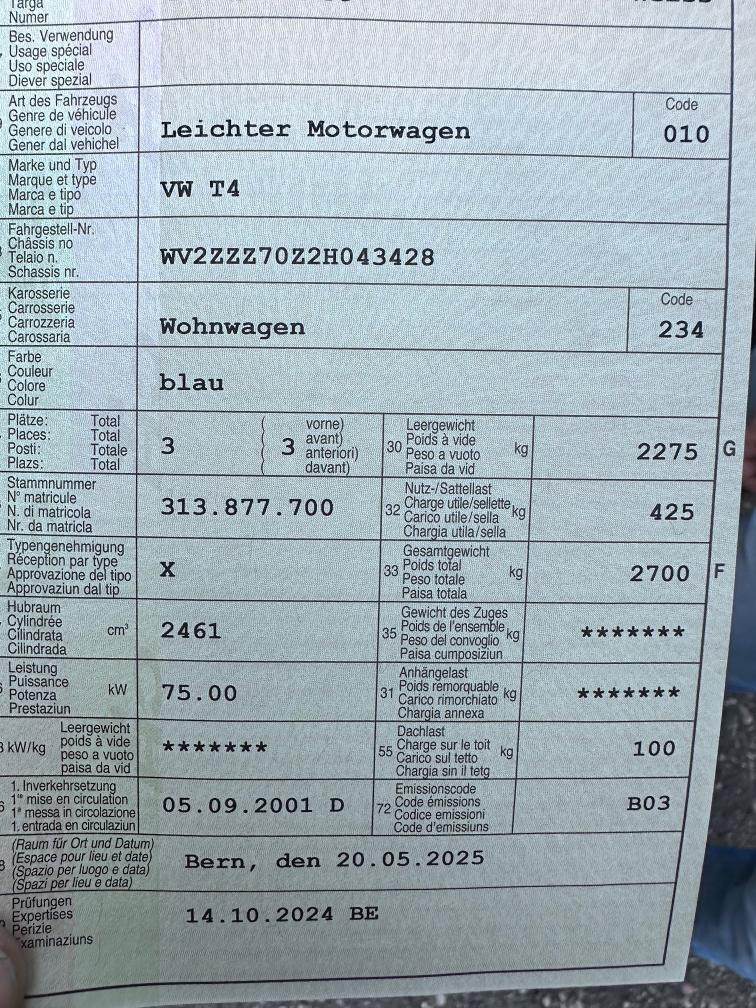 Targa
Numer
Bes. Verwendung
Usage spécial
Uso speciale
Diever spezial
Art des Fahrzeugs
Genre de véhicule
Genere di veicolo
Gener dal vehichel
Leichter Motorwagen
Code
010
Marke und Typ
Marque et type
Marca e tipo
Marca e tip
VW T4
Fahrgestell-Nr.
Châssis no
Telaio n.
Schassis nr.
WV2ZZZ70Z2H043428
Karosserie
Carrosserie
Carrozzeria
Carossaria
Wohnwagen
Code
234
Farbe
Couleur
Colore
Colur
blau
Plätze: Total
Places: Total
Posti: Totale
Plazs: Total
3
( vorne)
( avant)
( anteriori)
( davant)
3
30
Leergewicht
Poids à vide
Peso a vuoto
Paisa da vid
kg
2275
G
Stammnummer
N° matricule
N. di matricola
Nr. da matricla
313.877.700
32
Nutz-/Sattellast
Charge utile/sellette
Carico utile/sella
Chargia utila/sella
kg
425
Typengenehmigung
Réception par type
Approvazione del tipo
Approvaziun dal tip
X
33
Gesamtgewicht
Poids total
Peso totale
Paisa totala
kg
2700
F
Hubraum
Cylindrée
Cilindrata
Cilindrada
cm³
2461
35
Gewicht des Zuges
Poids de l'ensemble
Peso del convoglio
Paisa cumposiziun
kg
*******
Leistung
Puissance
Potenza
Prestaziun
kW
75.00
31
Anhängelast
Poids remorquable
Carico rimorchiato
Chargia annexa
kg
*******
kW/kg
Leergewicht
poids à vide
peso a vuoto
paisa da vid
*******
55
Dachlast
Charge sur le toit
Carico sul tetto
Chargia sin il tetg
kg
100
1. Inverkehrsetzung
1re mise en circulation
1a messa in circolazione
1. entrada en circulaziun
05.09.2001 D
72
Emissionscode
Code émissions
Codice emissioni
Code d'emissiuns
B03
(Raum für Ort und Datum)
(Espace pour lieu et date)
(Spazio per luogo e data)
(Spazi per lieu e data)
Bern, den 20.05.2025
Prüfungen
Expertises
Perizie
Examinaziuns
14.10.2024 BE